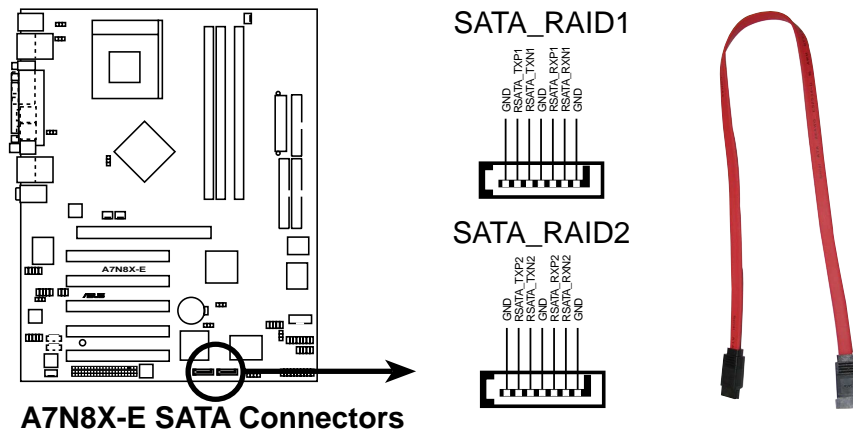 SATA_RAID1
GND
RSATA_TXP1
RSATA_TXN1
GND
RSATA_RXP1
RSATA_RXN1
GND
SATA_RAID2
GND
RSATA_TXP2
RSATA_TXN2
GND
RSATA_RXP2
RSATA_RXN2
GND
A7N8X-E
ASUS
A7N8X-E SATA Connectors